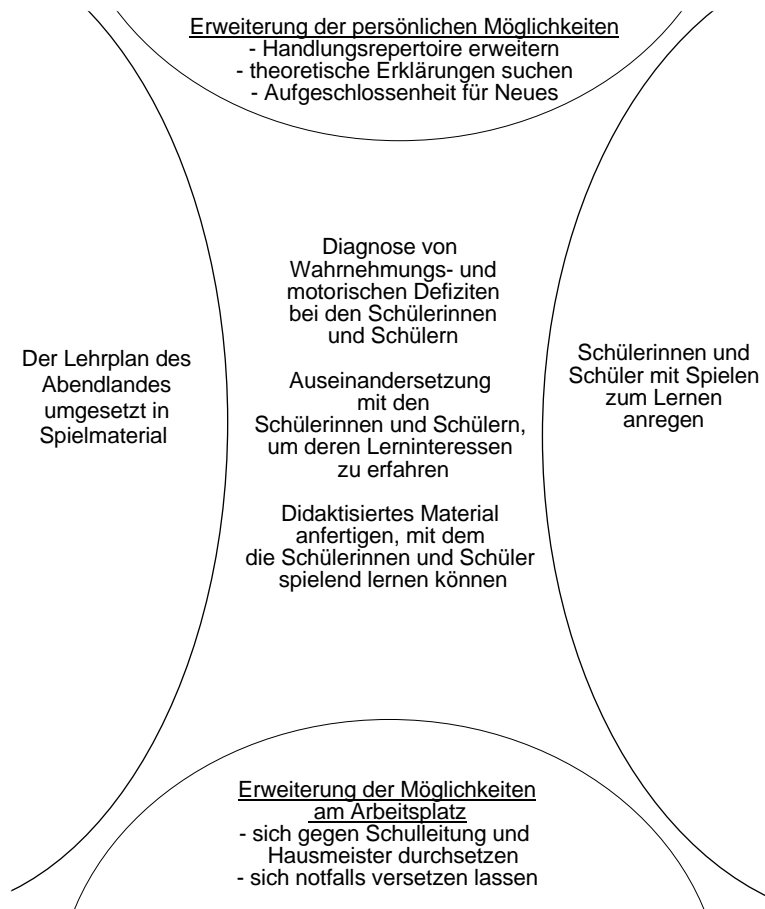 Erweiterung der persönlichen Möglichkeiten
- Handlungsrepertoire erweitern
- theoretische Erklärungen suchen
- Aufgeschlossenheit für Neues
Der Lehrplan des
Abendlandes
umgesetzt in
Spielmaterial
Diagnose von
Wahrnehmungs- und
motorischen Defiziten
bei den Schülerinnen
und Schülern
Auseinandersetzung
mit den
Schülerinnen und Schülern,
um deren Lerninteressen
zu erfahren
Didaktisiertes Material
anfertigen, mit dem
die Schülerinnen und Schüler
spielend lernen können
Schülerinnen und
Schüler mit Spielen
zum Lernen
anregen
Erweiterung der Möglichkeiten
am Arbeitsplatz
- sich gegen Schulleitung und
Hausmeister durchsetzen
- sich notfalls versetzen lassen